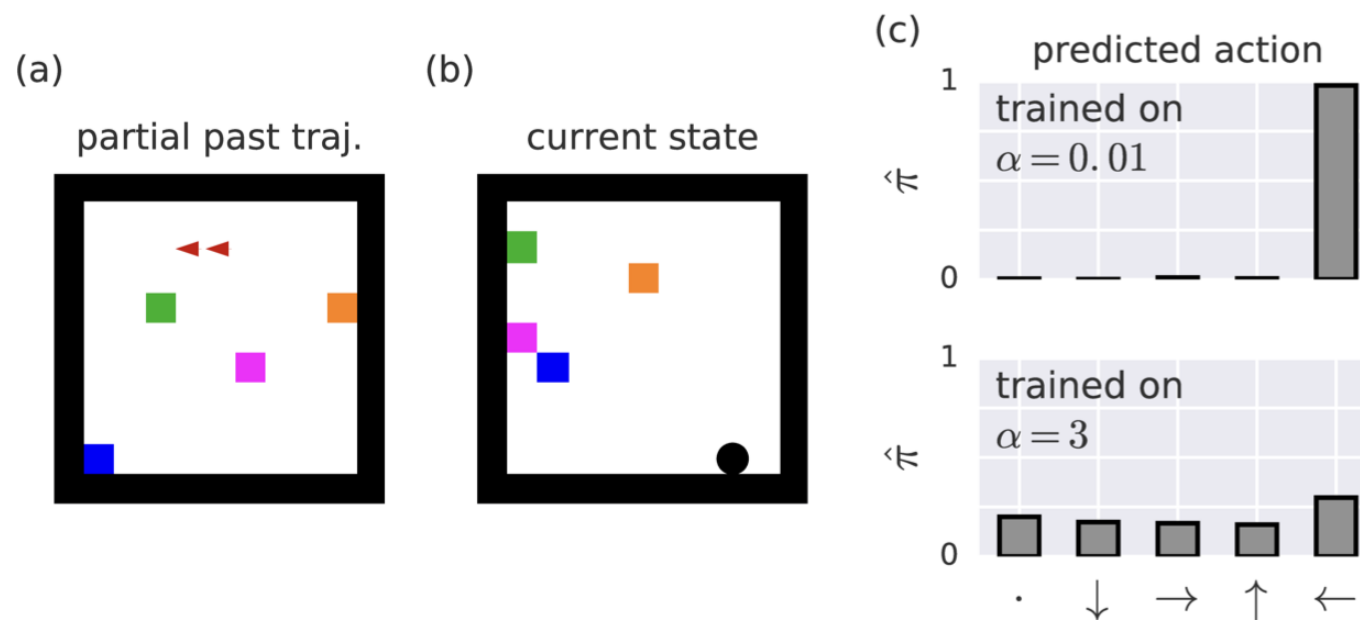 (a)
partial past traj.
(b)
current state
(c)
predicted action
1
trained on
α = 0.01
π̂
0
1
trained on
α = 3
π̂
0
· ↓ → ↑ ←